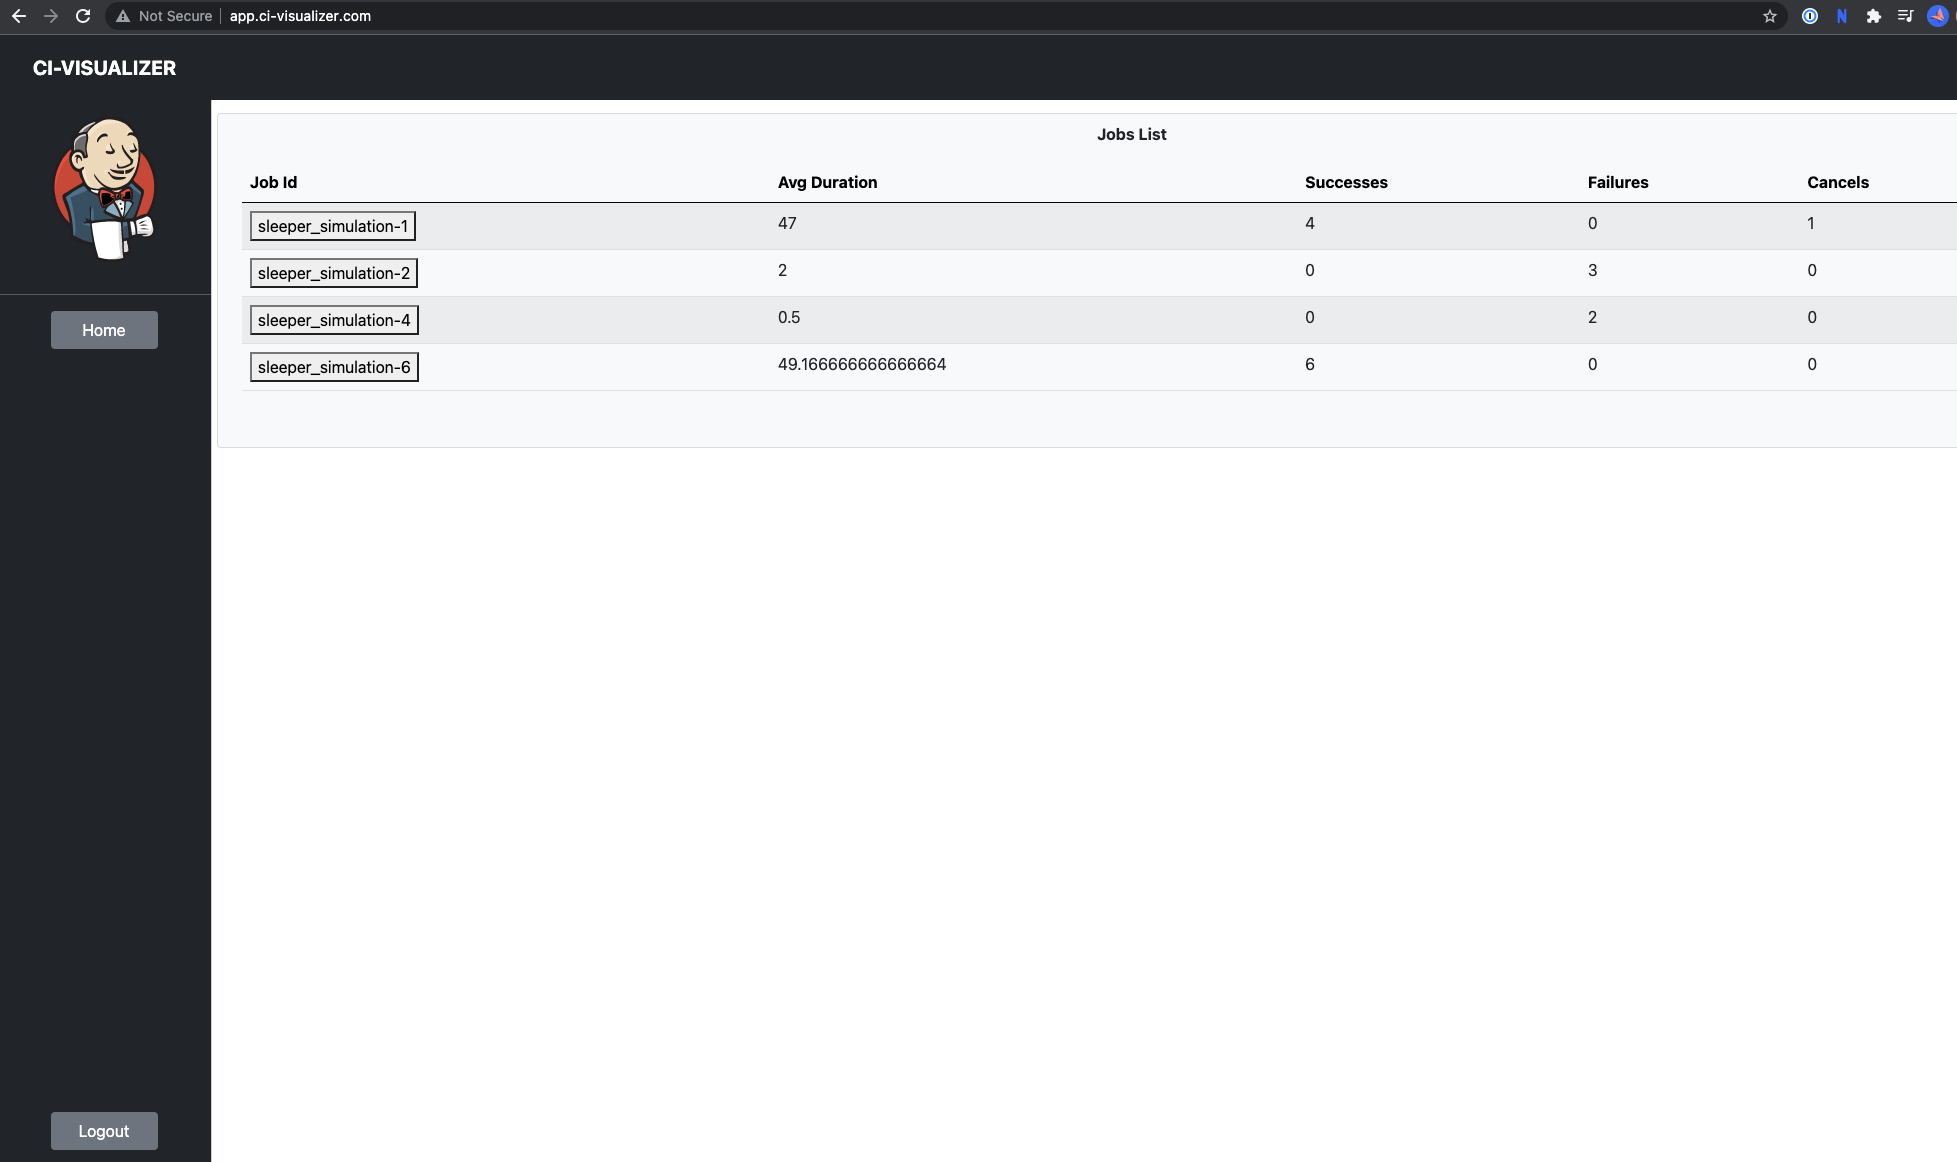 Not Secure app.ci-visualizer.com
CI-VISUALIZER
Jobs List
Job Id Avg Duration Successes Failures Cancels
sleeper_simulation-1 47 4 0 1
sleeper_simulation-2 2 0 3 0
sleeper_simulation-4 0.5 0 2 0
sleeper_simulation-6 49.166666666666664 6 0 0
Home
Logout